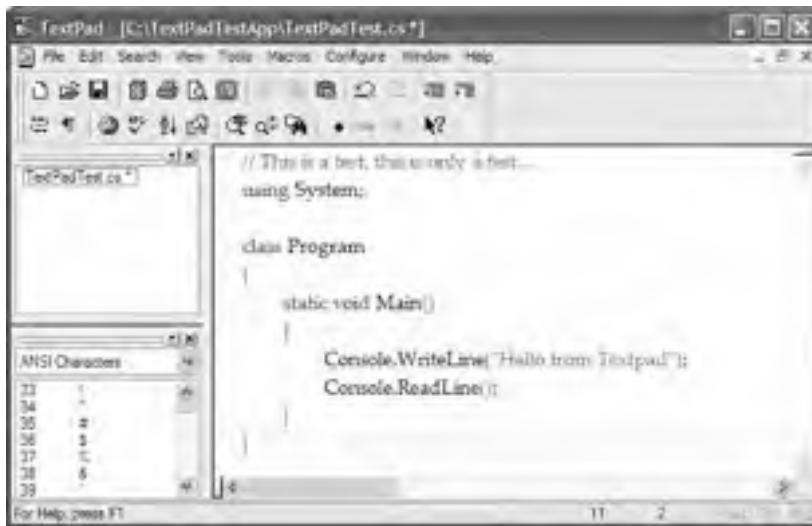 TextPad - [C:\TextPadTestApp\TextPadTest.cs *]
File Edit Search View Tools Macros Configure Window Help
TextPadTest.cs *
// This is a test, this is only a test...
using System;
class Program
{
static void Main()
{
Console.WriteLine("Hello from Textpad");
Console.ReadLine();
}
}
ANSI Characters
33 !
34 "
35 #
36 $
37 %
38 &
39 '
For Help, press F1
11 2